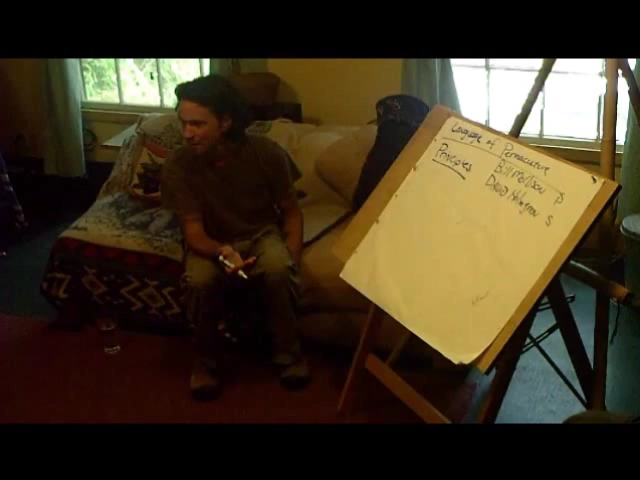 Language of Permaculture
Principles Bill Mollison P
David Holmgren S